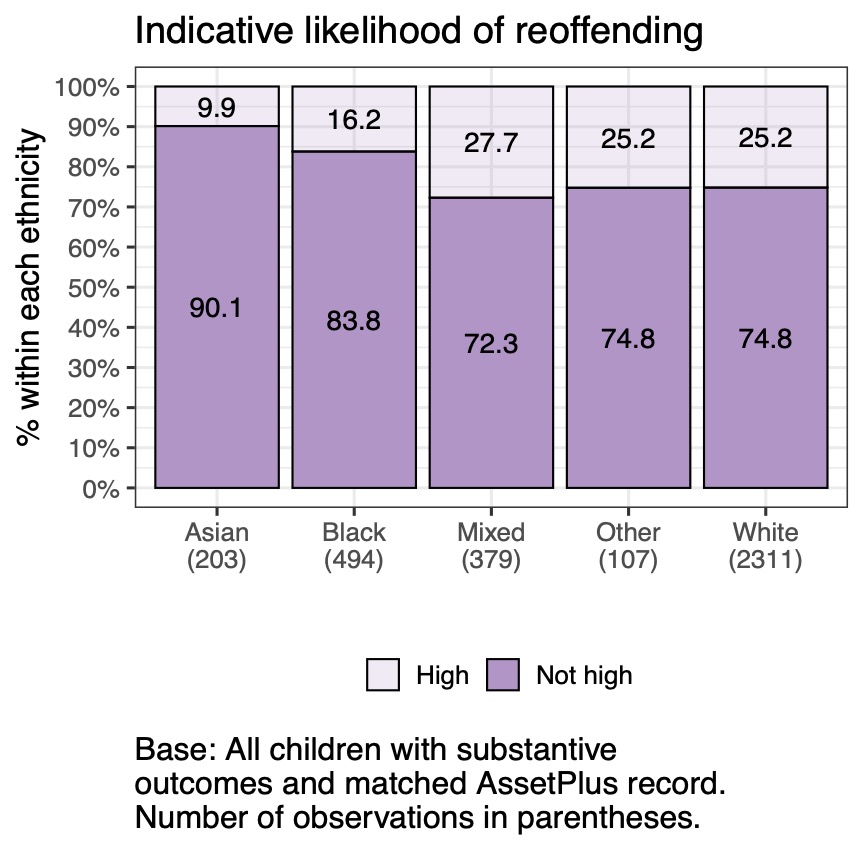 Indicative likelihood of reoffending
% within each ethnicity
100%
90%
80%
70%
60%
50%
40%
30%
20%
10%
0%
9.9
16.2
27.7
25.2
25.2
90.1
83.8
72.3
74.8
74.8
Asian Black Mixed Other White
(203) (494) (379) (107) (2311)
High Not high
Base: All children with substantive
outcomes and matched AssetPlus record.
Number of observations in parentheses.